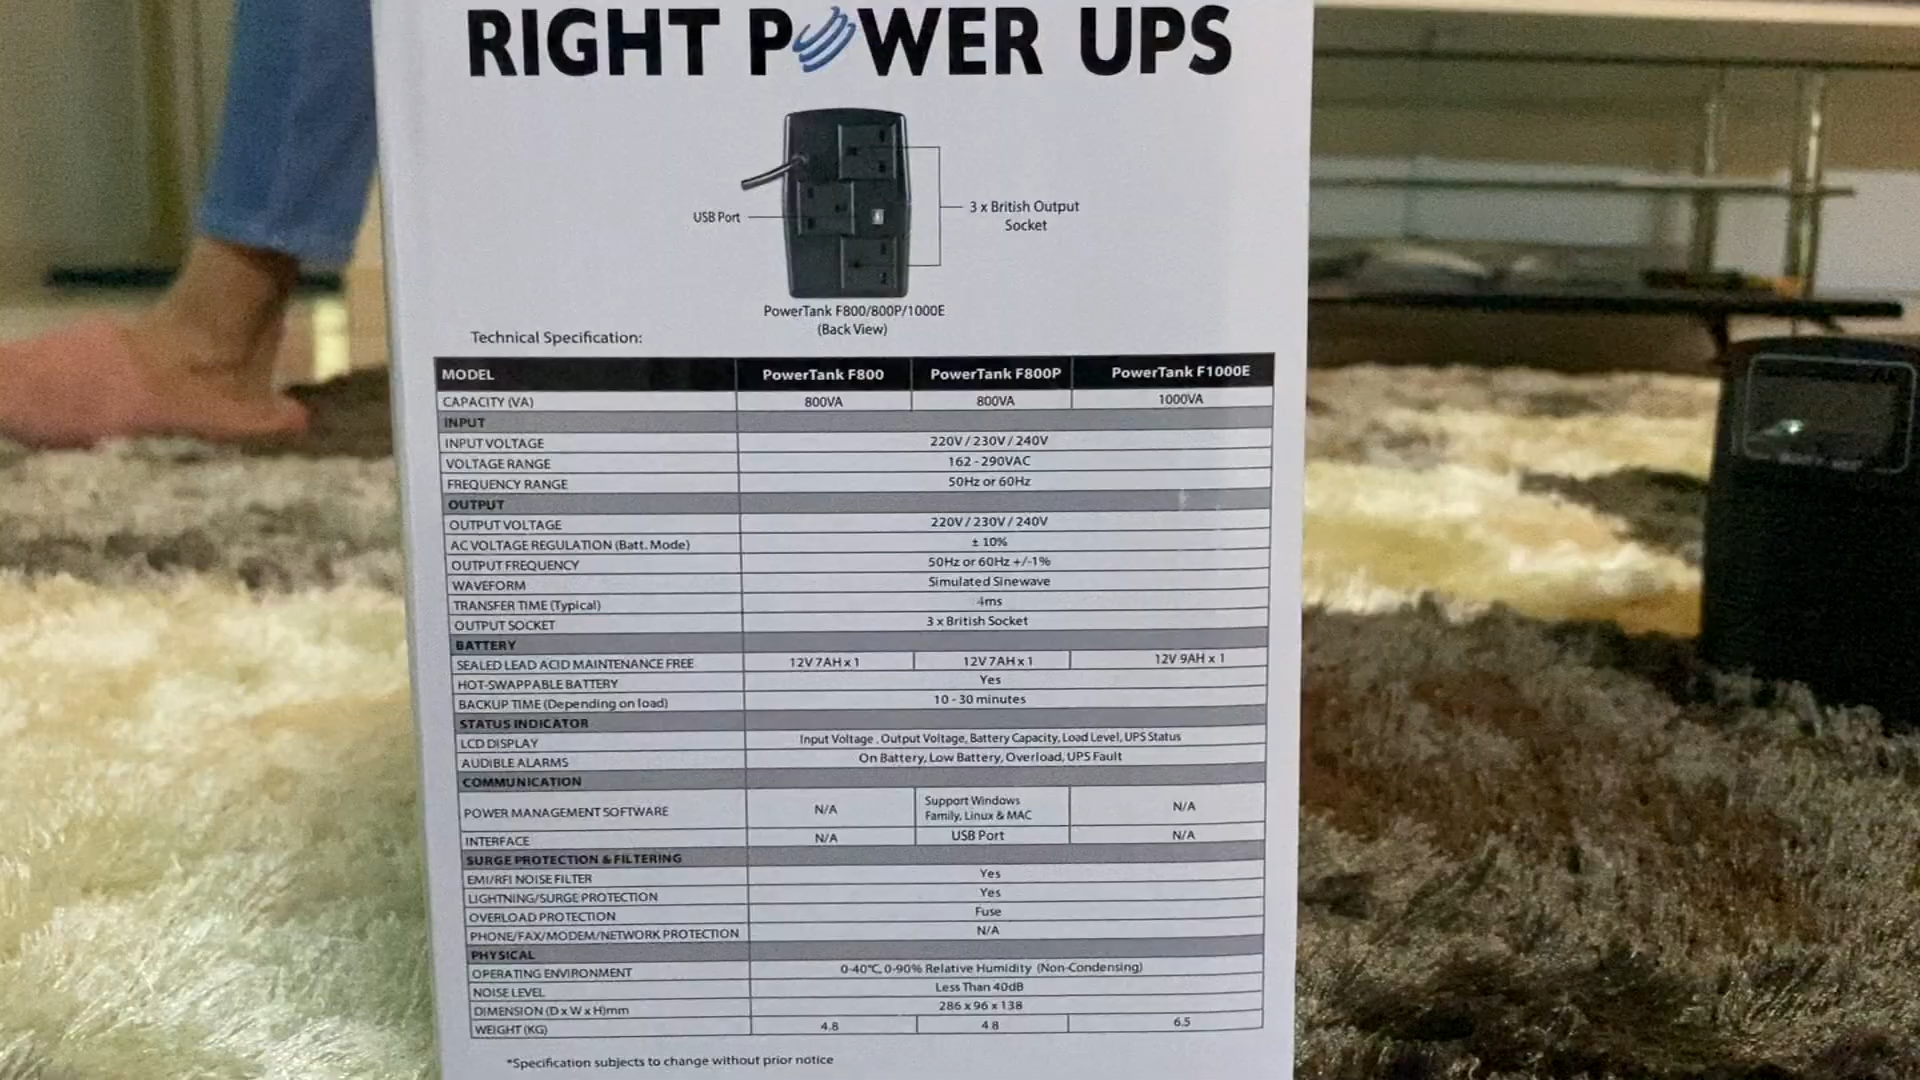 RIGHT POWER UPS
USB Port
3 x British Output
Socket
PowerTank F800/800P/1000E
(Back View)
Technical Specification:
MODEL PowerTank F800 PowerTank F800P PowerTank F1000E
CAPACITY (VA) 800VA 800VA 1000VA
INPUT
INPUT VOLTAGE 220V / 230V / 240V
VOLTAGE RANGE 162 - 290VAC
FREQUENCY RANGE 50Hz or 60Hz
OUTPUT
OUTPUT VOLTAGE 220V / 230V / 240V
AC VOLTAGE REGULATION (Batt. Mode) ± 10%
OUTPUT FREQUENCY 50Hz or 60Hz +/-1%
WAVEFORM Simulated Sinewave
TRANSFER TIME (Typical) 4ms
OUTPUT SOCKET 3 x British Socket
BATTERY
SEALED LEAD ACID MAINTENANCE FREE 12V 7AH x 1 12V 7AH x 1 12V 9AH x 1
HOT-SWAPPABLE BATTERY Yes
BACKUP TIME (Depending on load) 10 - 30 minutes
STATUS INDICATOR
LCD DISPLAY Input Voltage , Output Voltage, Battery Capacity, Load Level, UPS Status
AUDIBLE ALARMS On Battery, Low Battery, Overload, UPS Fault
COMMUNICATION
POWER MANAGEMENT SOFTWARE N/A Support Windows Family, Linux & MAC N/A
INTERFACE N/A USB Port N/A
SURGE PROTECTION & FILTERING
EMI/RFI NOISE FILTER Yes
LIGHTNING/SURGE PROTECTION Yes
OVERLOAD PROTECTION Fuse
PHONE/FAX/MODEM/NETWORK PROTECTION N/A
PHYSICAL
OPERATING ENVIRONMENT 0-40℃, 0-90% Relative Humidity (Non-Condensing)
NOISE LEVEL Less Than 40dB
DIMENSION (D x W x H)mm 286 x 96 x 138
WEIGHT (KG) 4.8 4.8 6.5
*Specification subjects to change without prior notice